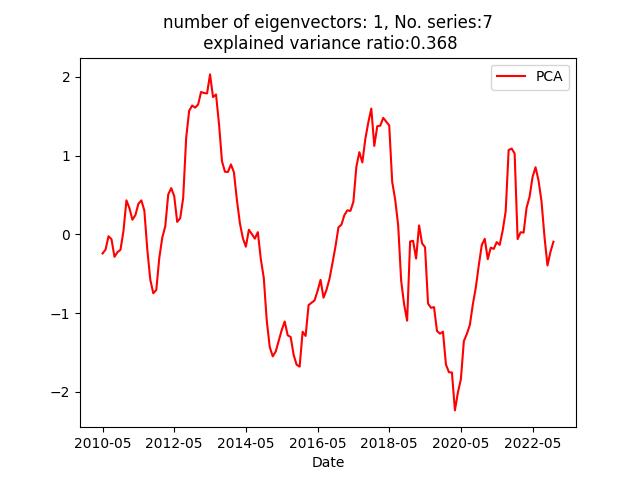 number of eigenvectors: 1, No. series:7
explained variance ratio:0.368
PCA
2
1
0
−1
−2
2010-05 2012-05 2014-05 2016-05 2018-05 2020-05 2022-05
Date